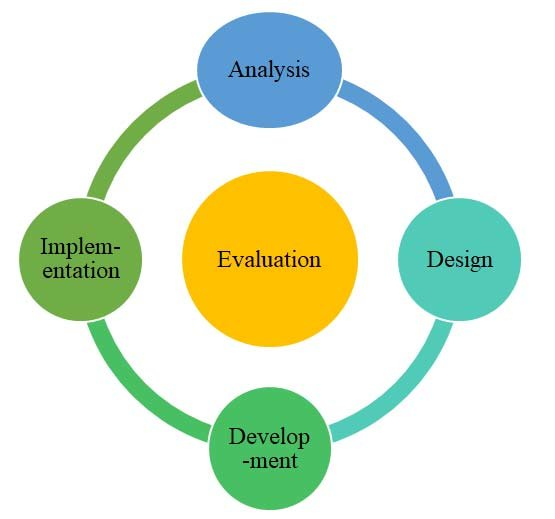 Analysis
Implem-
entation
Evaluation
Design
Develop
-ment